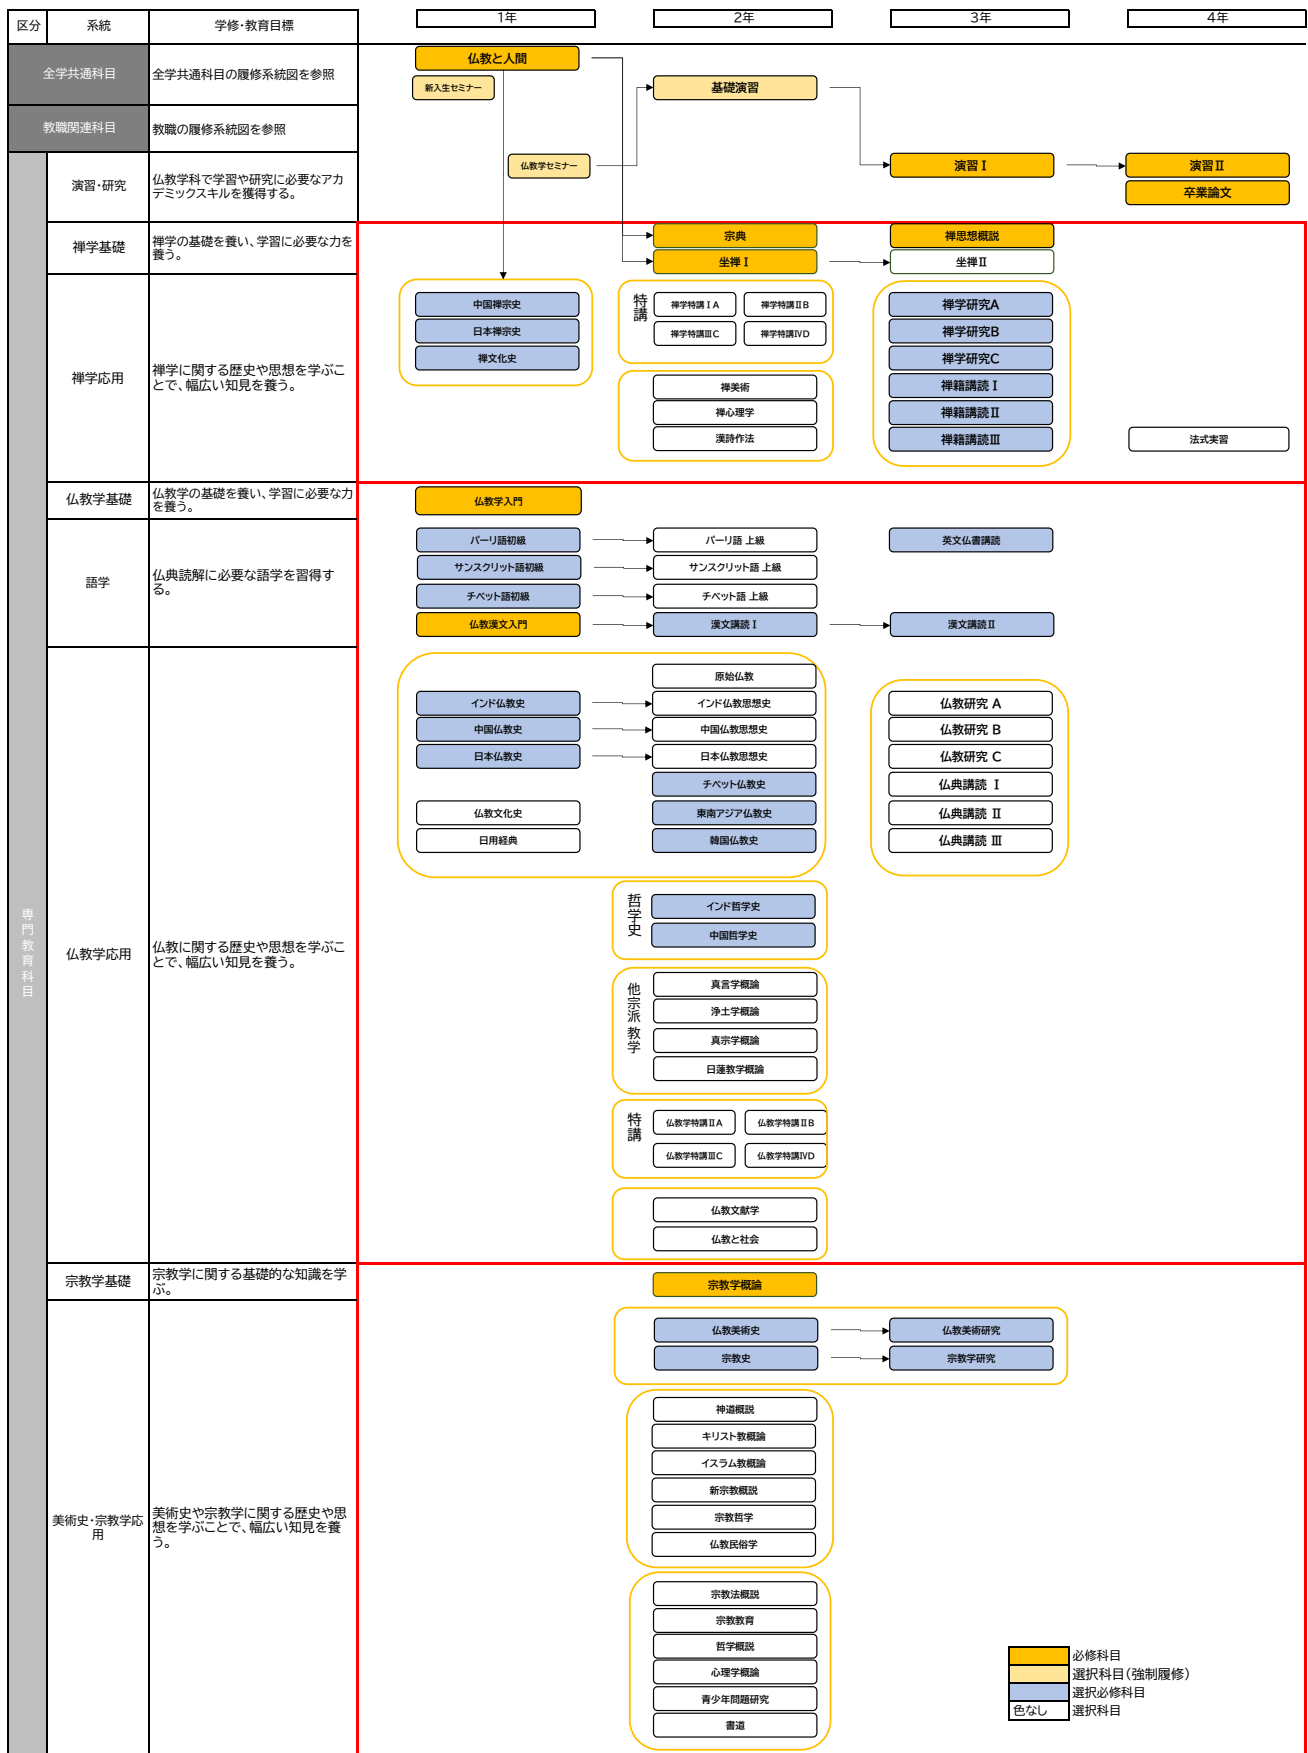 区分
系統
学修・教育目標
1年
2年
3年
4年
全学共通科目
全学共通科目の履修系統図を参照
仏教と人間
新入生セミナー
基礎演習
教職関連科目
教職の履修系統図を参照
専門教育科目
演習・研究
仏教学科で学習や研究に必要なアカ
デミックスキルを獲得する。
仏教学セミナー
演習Ⅰ
演習Ⅱ
卒業論文
禅学基礎
禅学の基礎を養い、学習に必要な力を
養う。
宗典
禅思想概説
坐禅Ⅰ
坐禅Ⅱ
禅学応用
禅学に関する歴史や思想を学ぶこ
とで、幅広い知見を養う。
中国禅宗史
日本禅宗史
禅文化史
特講
禅学特講ⅠA
禅学特講ⅡB
禅学特講ⅢC
禅学特講ⅣD
禅美術
禅心理学
漢詩作法
禅学研究A
禅学研究B
禅学研究C
禅籍講読Ⅰ
禅籍講読Ⅱ
禅籍講読Ⅲ
法式実習
仏教学基礎
仏教学の基礎を養い、学習に必要な力
を養う。
仏教学入門
語学
仏典読解に必要な語学を習得す
る。
パーリ語初級
パーリ語 上級
英文仏書講読
サンスクリット語初級
サンスクリット語 上級
チベット語初級
チベット語 上級
仏教漢文入門
漢文講読Ⅰ
漢文講読Ⅱ
仏教学応用
仏教に関する歴史や思想を学ぶこ
とで、幅広い知見を養う。
原始仏教
インド仏教史
インド仏教思想史
中国仏教史
中国仏教思想史
日本仏教史
日本仏教思想史
チベット仏教史
仏教文化史
東南アジア仏教史
日用経典
韓国仏教史
仏教研究 A
仏教研究 B
仏教研究 C
仏典講読 Ⅰ
仏典講読 Ⅱ
仏典講読 Ⅲ
哲学史
インド哲学史
中国哲学史
他宗派教学
真言学概論
浄土学概論
真宗学概論
日蓮教学概論
特講
仏教学特講ⅡA
仏教学特講ⅡB
仏教学特講ⅢC
仏教学特講ⅣD
仏教文献学
仏教と社会
宗教学基礎
宗教学に関する基礎的な知識を学
ぶ。
宗教学概論
美術史・宗教学応
用
美術史や宗教学に関する歴史や思
想を学ぶことで、幅広い知見を養
う。
仏教美術史
仏教美術研究
宗教史
宗教学研究
神道概説
キリスト教概論
イスラム教概論
新宗教概説
宗教哲学
仏教民俗学
宗教法概説
宗教教育
哲学概説
心理学概論
青少年問題研究
書道
必修科目
選択科目（強制履修）
選択必修科目
色なし
選択科目